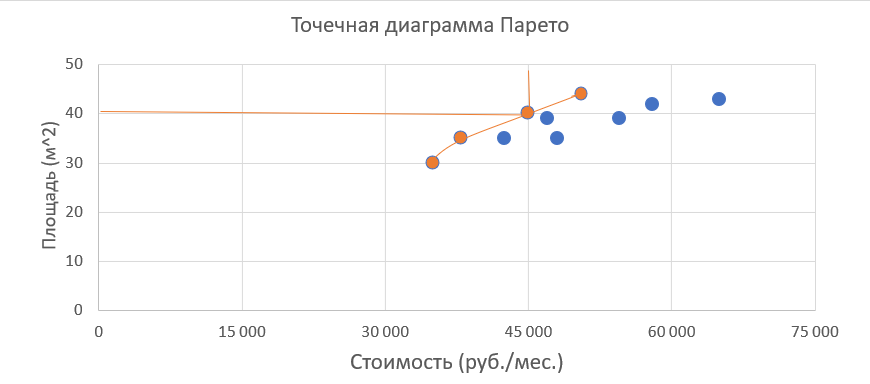 Точечная диаграмма Парето
50
40
30
20
10
0
Площадь (м^2)
0 15 000 30 000 45 000 60 000 75 000
Стоимость (руб./мес.)